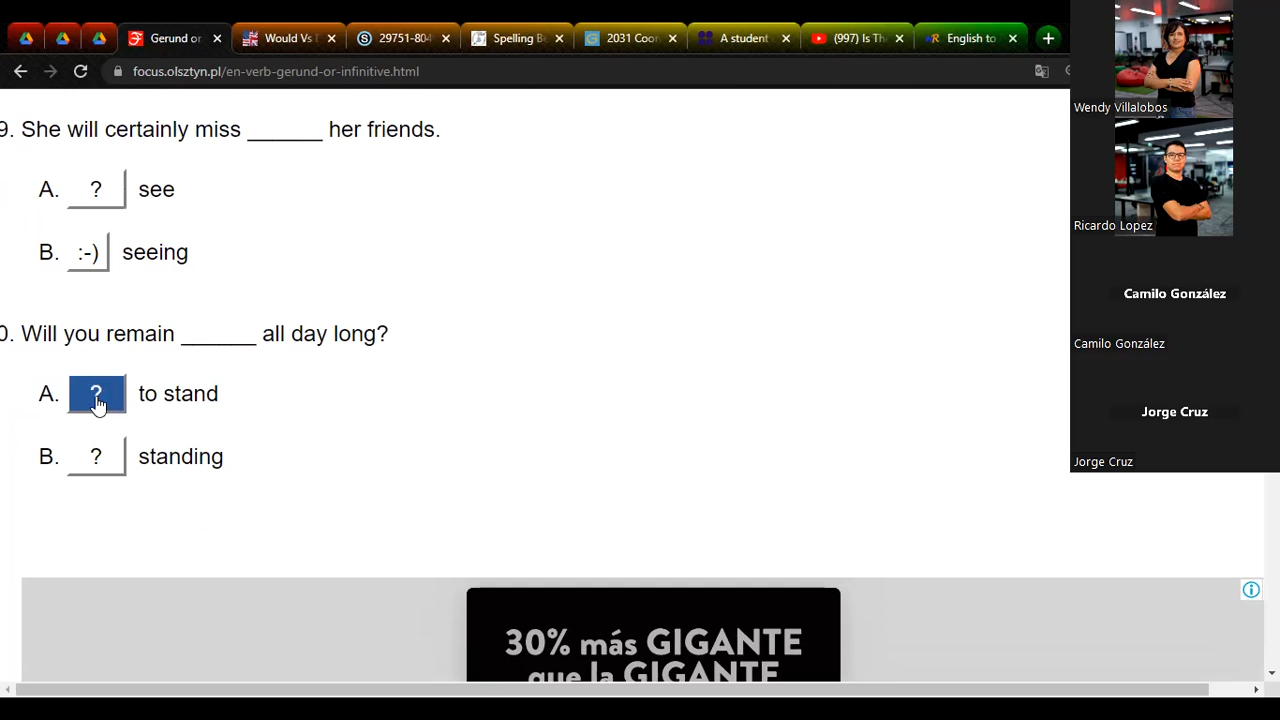 Gerund or
Would Vs
29751-804
Spelling B
2031 Coor
A student
(997) Is The
English to
focus.olsztyn.pl/en-verb-gerund-or-infinitive.html
9. She will certainly miss ______ her friends.
A. ? see
B. :-) seeing
0. Will you remain ______ all day long?
A. ? to stand
B. ? standing
30% más GIGANTE
que la GIGANTE
Wendy Villalobos
Ricardo Lopez
Camilo González
Camilo González
Jorge Cruz
Jorge Cruz